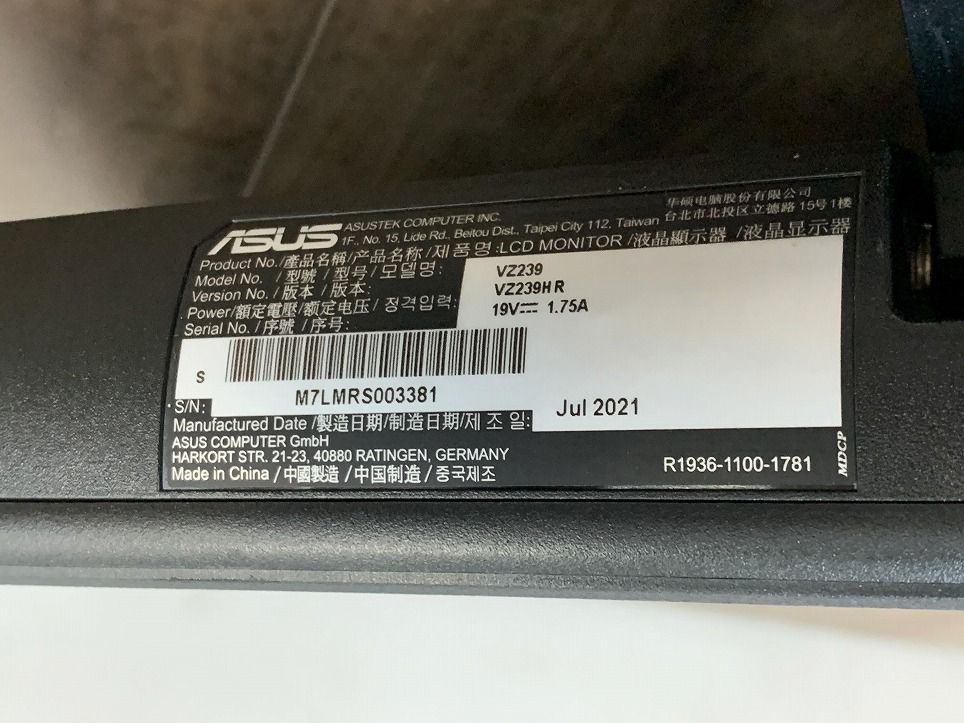 ASUS
ASUSTEK COMPUTER INC.
1F., No. 15, Lide Rd., Beitou Dist., Taipei City 112, Taiwan
华硕电脑股份有限公司
台北市北投区立德路 15号1樓
Product No./產品名稱/产品名称/제품명:LCD MONITOR /液晶顯示器 /液晶显示器
Model No. /型號/型号/모델명: VZ239
Version No./版本/版本: VZ239HR
Power/額定電壓/额定电压/정격입력: 19V⎓ 1.75A
Serial No. /序號/序号:
S
M7LMRS003381
S/N:
Manufactured Date /製造日期/制造日期/제 조 일: Jul 2021
ASUS COMPUTER GmbH
HARKORT STR. 21-23, 40880 RATINGEN, GERMANY
Made in China /中國製造 /中国制造 /중국제조
R1936-1100-1781
MDCP